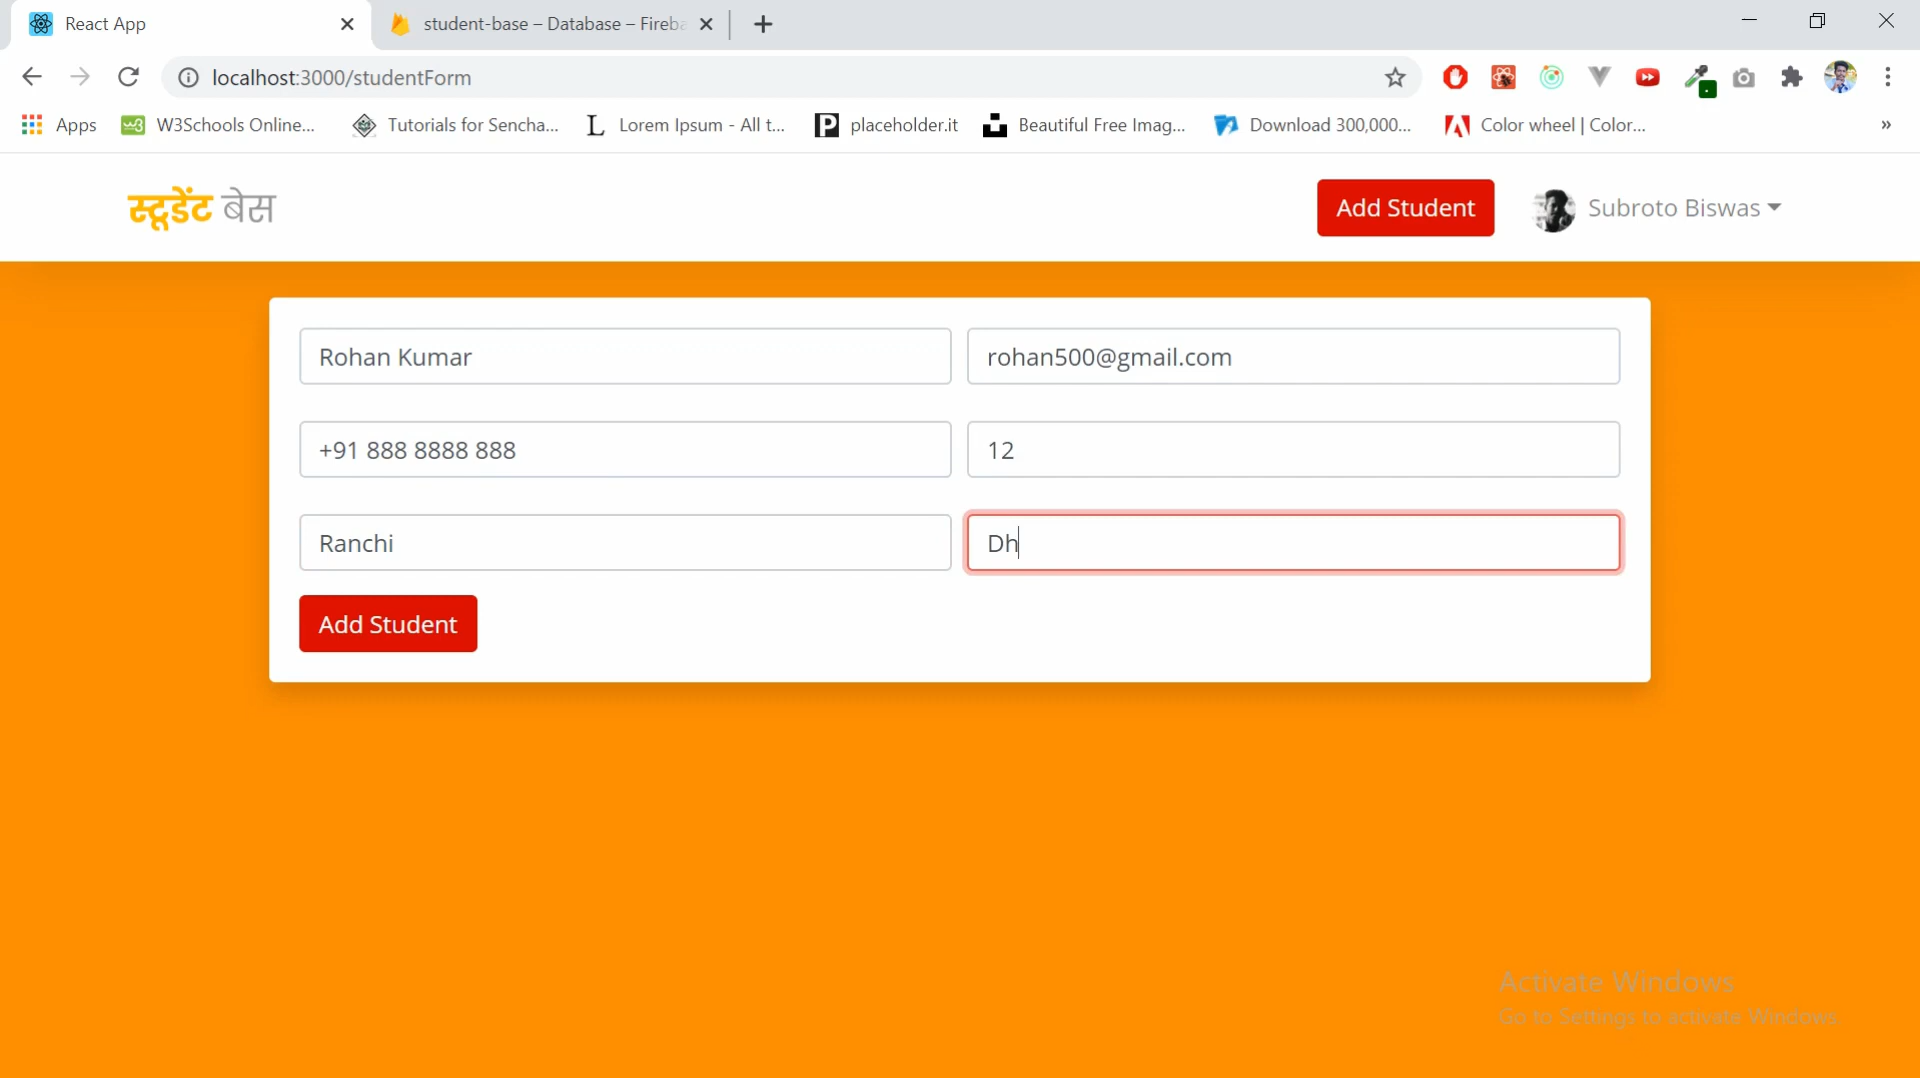 React App
student-base – Database – Fireba
localhost:3000/studentForm
Apps
W3Schools Online...
Tutorials for Sencha...
Lorem Ipsum - All t...
placeholder.it
Beautiful Free Imag...
Download 300,000...
Color wheel | Color...
स्टूडेंट बेस
Add Student
Subroto Biswas
Rohan Kumar
rohan500@gmail.com
+91 888 8888 888
12
Ranchi
Dh
Add Student
Activate Windows
Go to Settings to activate Windows.